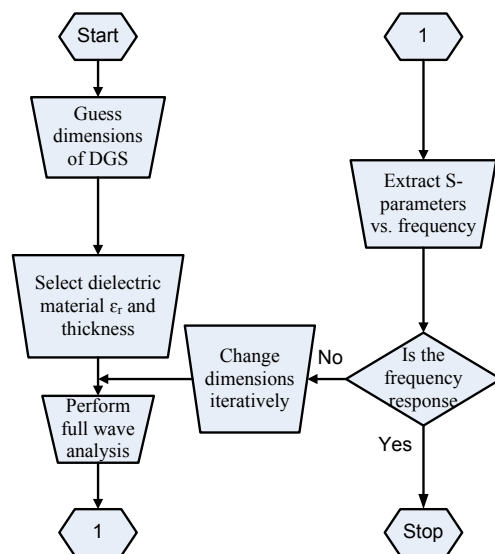 Start
Guess
dimensions
of DGS
Select dielectric
material εr and
thickness
Perform
full wave
analysis
1
1
Extract S-
parameters
vs. frequency
Is the
frequency
response
No
Change
dimensions
iteratively
Yes
Stop